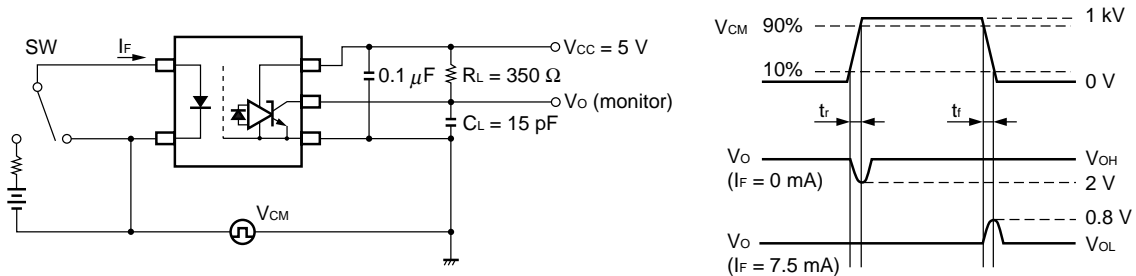 SW
IF
VCC = 5 V
0.1 μF
RL = 350 Ω
VO (monitor)
CL = 15 pF
VCM
VCM 90%
1 kV
10%
0 V
tr
tf
VO
(IF = 0 mA)
VOH
2 V
0.8 V
VO
(IF = 7.5 mA)
VOL